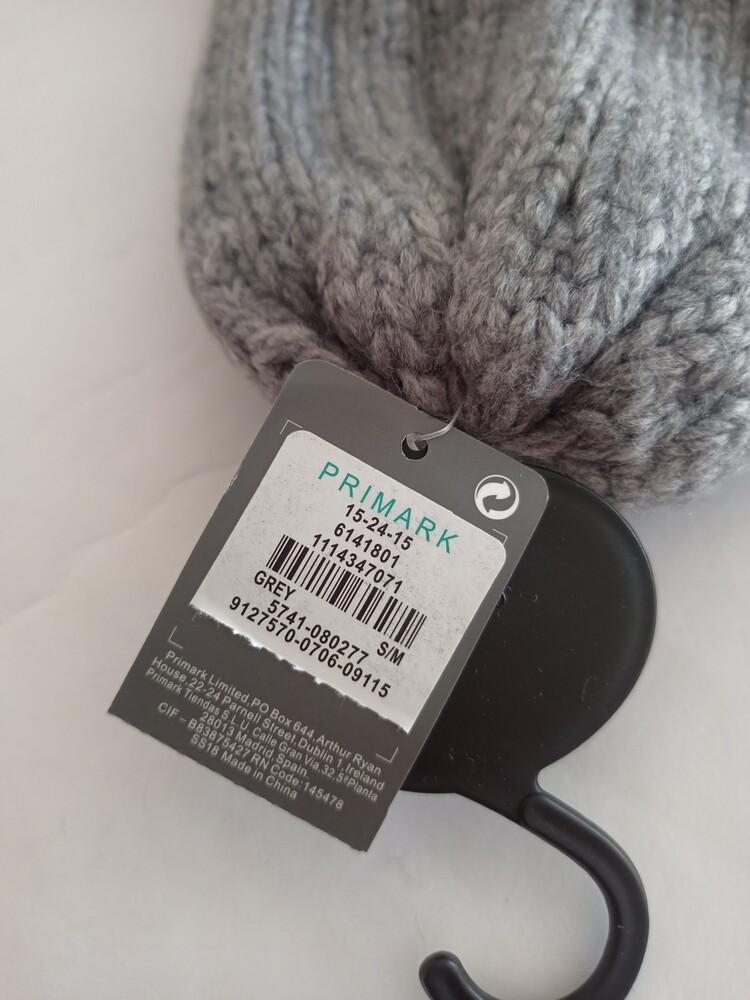 PRIMARK
15-24-15
6141801
1114347071
GREY S/M
5741-080277
9127570-0706-09115
Primark Limited,PO Box 644,Arthur Ryan
House,22-24 Parnell Street,Dublin 1,Ireland
Primark Tiendas S.L.U. Calle Gran Via,32,5ªPlanta
28013 Madrid,Spain.
CIF - B83875421 RN Code:145478
SS18 Made in China